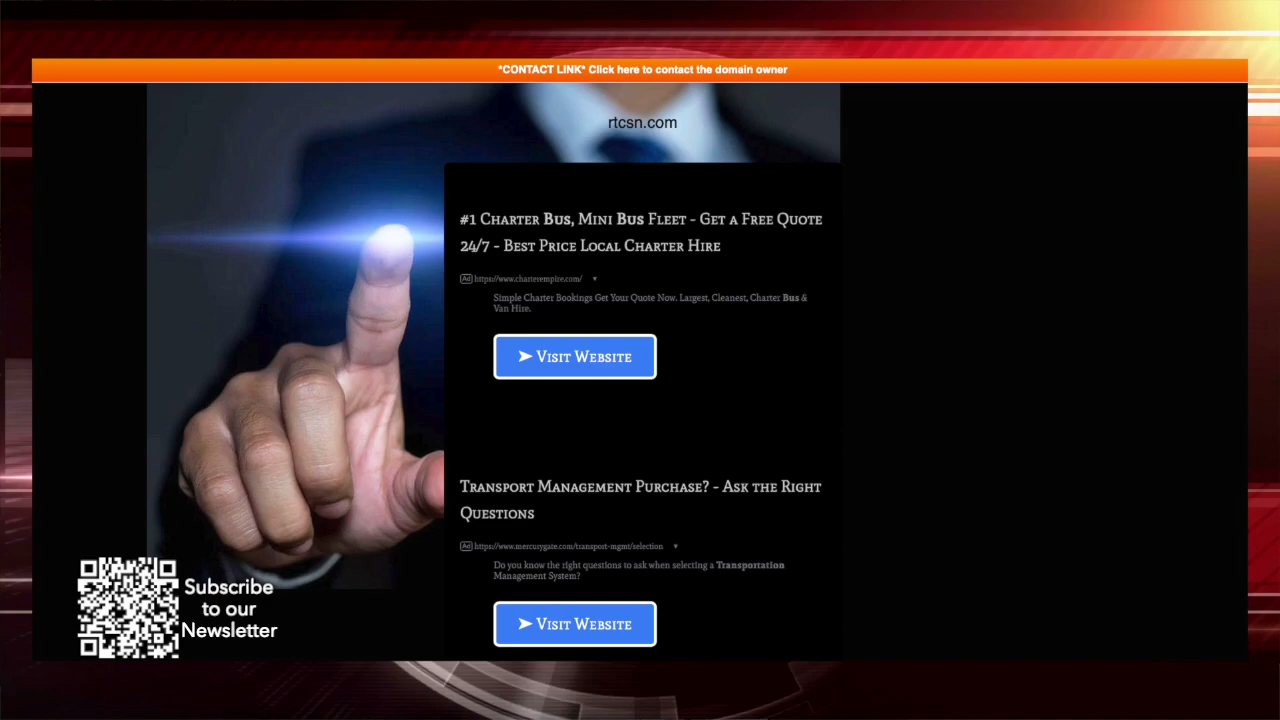 *CONTACT LINK* Click here to contact the domain owner
rtcsn.com
#1 Charter Bus, Mini Bus Fleet - Get a Free Quote
24/7 - Best Price Local Charter Hire
Ad https://www.charterempire.com/ ▼
Simple Charter Bookings Get Your Quote Now. Largest, Cleanest, Charter Bus &
Van Hire.
➤ Visit Website
Transport Management Purchase? - Ask the Right
Questions
Ad https://www.mercurygate.com/transport-mgmt/selection ▼
Do you know the right questions to ask when selecting a Transportation
Management System?
➤ Visit Website
Subscribe
to our
Newsletter